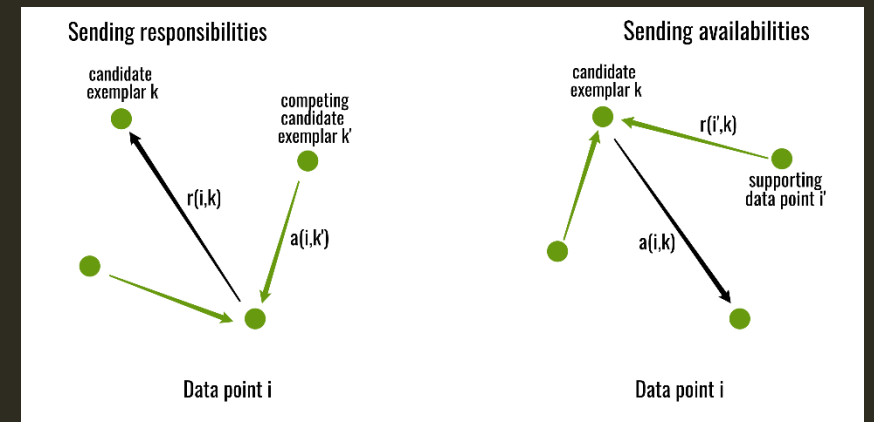 Sending responsibilities
candidate
exemplar k
competing
candidate
exemplar k'
r(i,k)
a(i,k')
Data point i
Sending availabilities
candidate
exemplar k
r(i',k)
supporting
data point i'
a(i,k)
Data point i